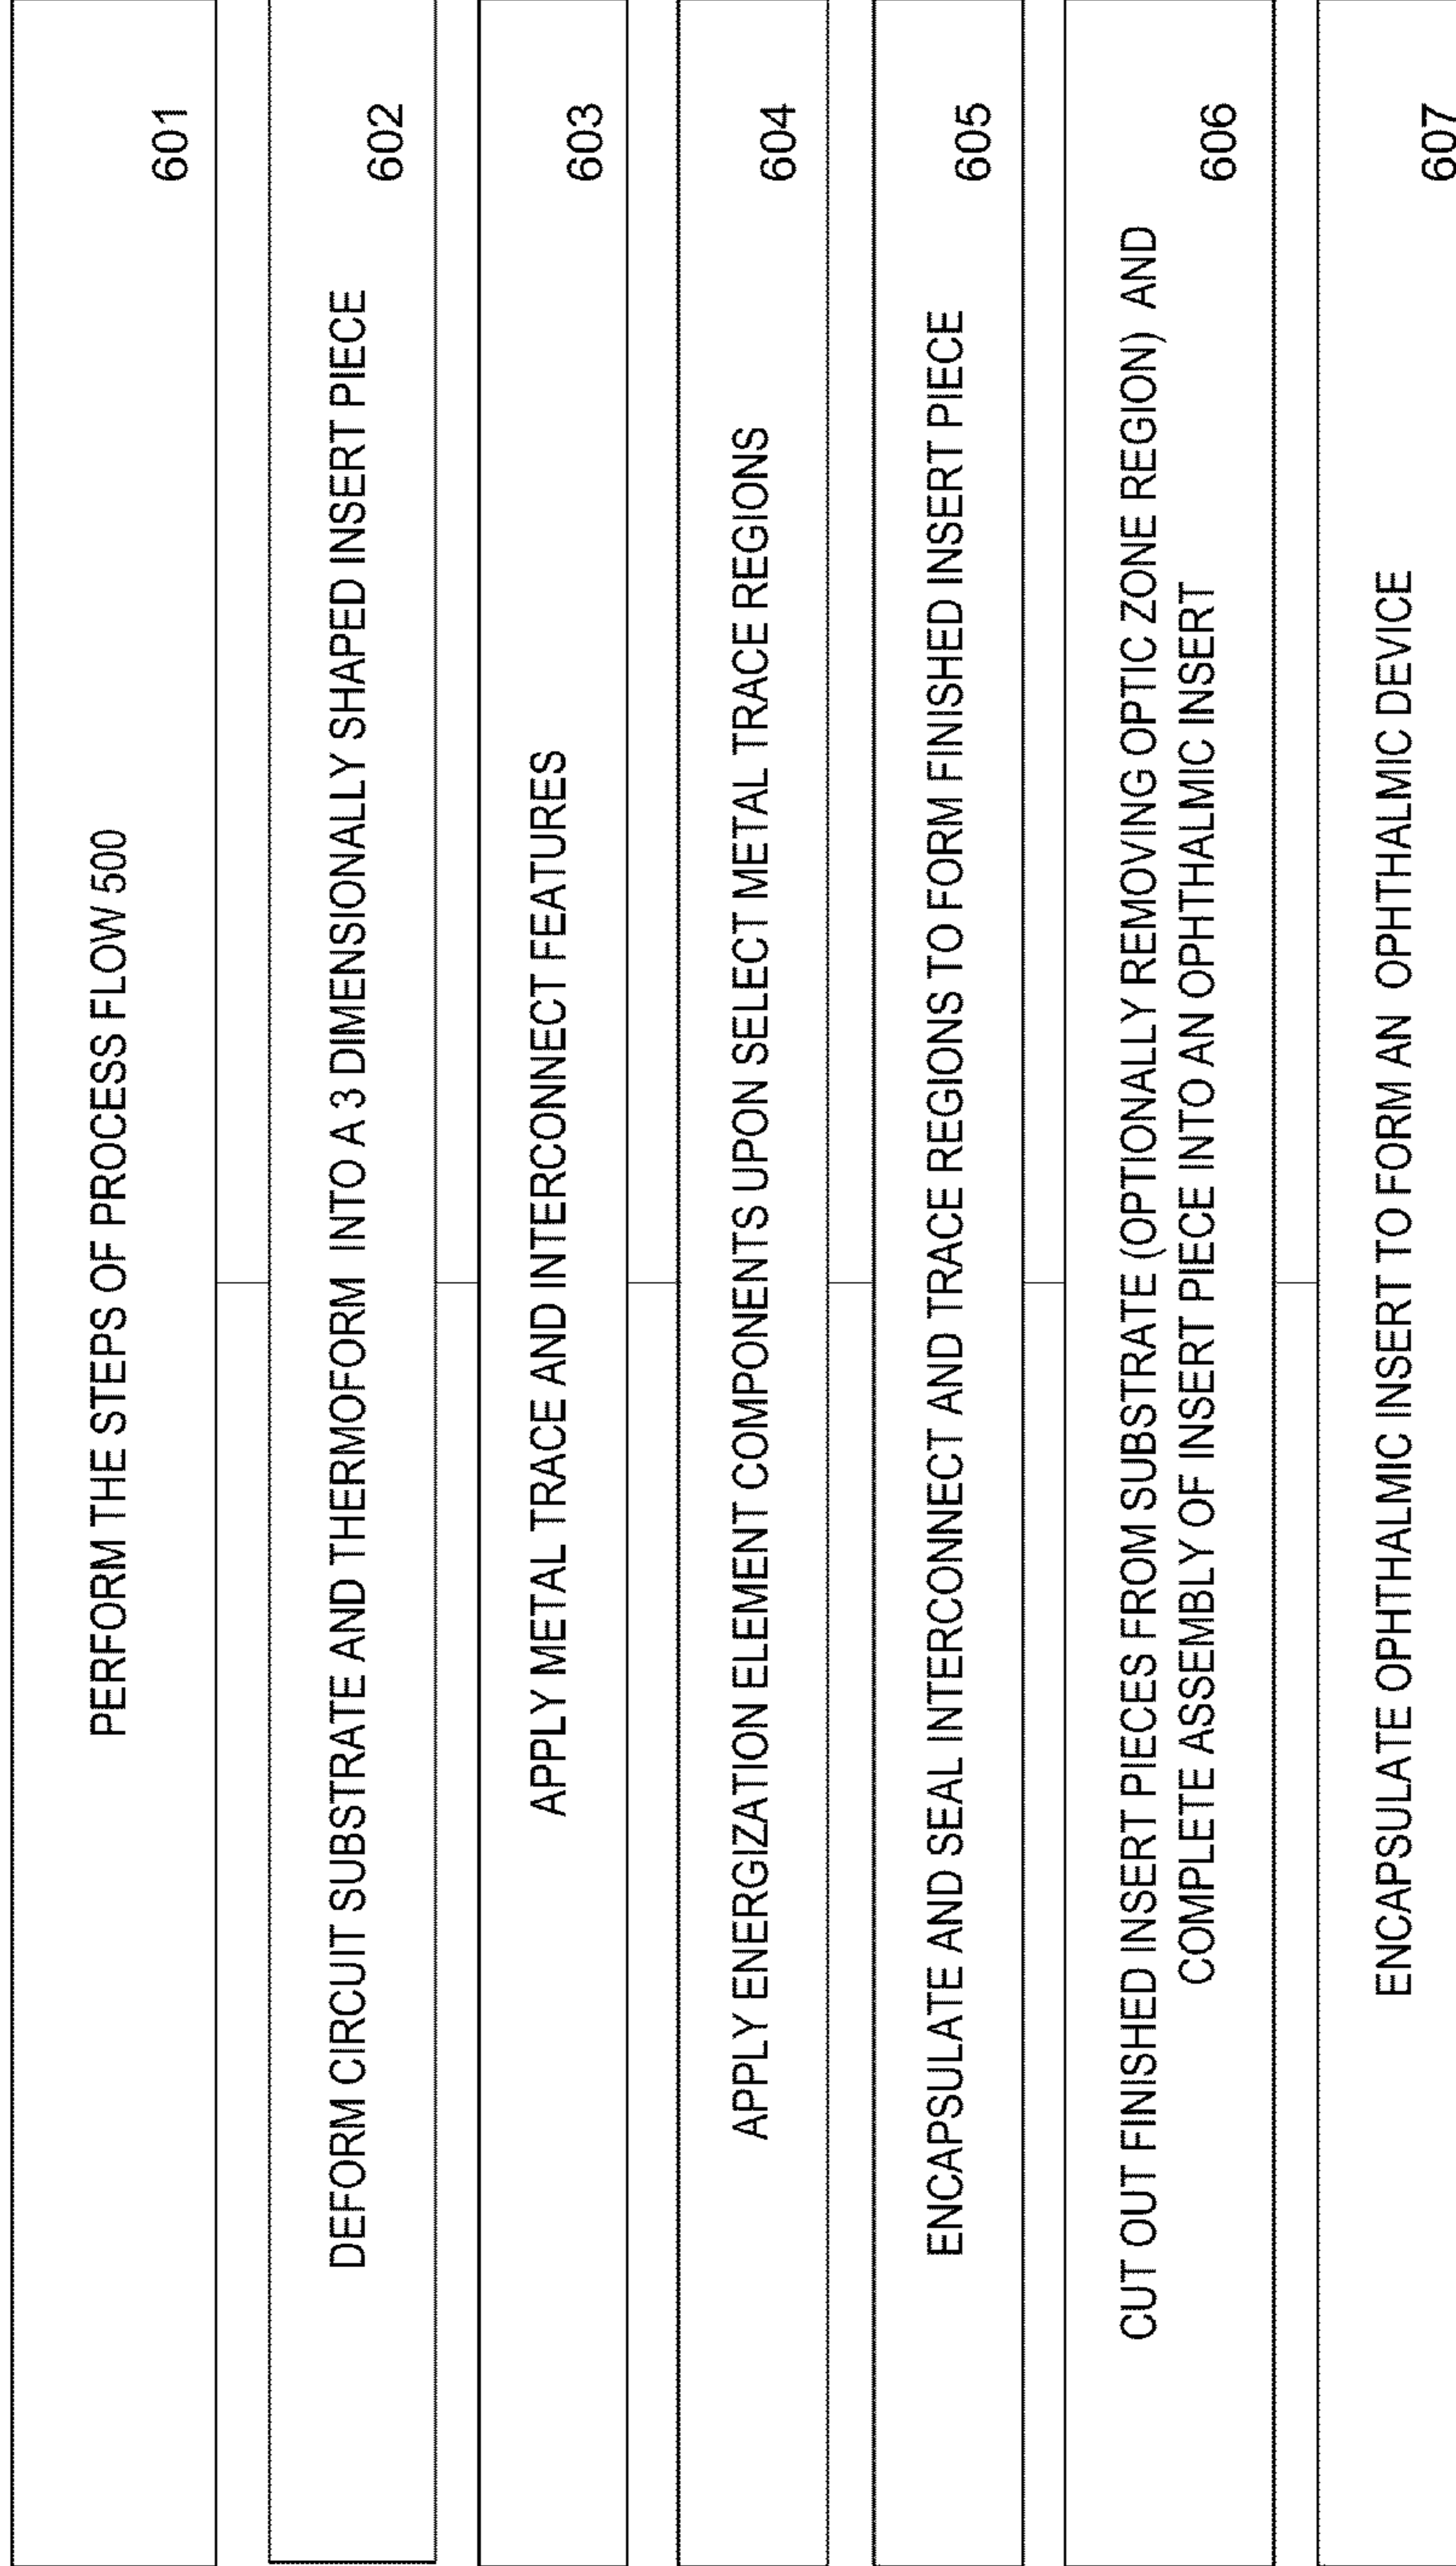 PERFORM THE STEPS OF PROCESS FLOW 500
601
DEFORM CIRCUIT SUBSTRATE AND THERMOFORM INTO A 3 DIMENSIONALLY SHAPED INSERT PIECE
602
APPLY METAL TRACE AND INTERCONNECT FEATURES
603
APPLY ENERGIZATION ELEMENT COMPONENTS UPON SELECT METAL TRACE REGIONS
604
ENCAPSULATE AND SEAL INTERCONNECT AND TRACE REGIONS TO FORM FINISHED INSERT PIECE
605
CUT OUT FINISHED INSERT PIECES FROM SUBSTRATE (OPTIONALLY REMOVING OPTIC ZONE REGION) AND
COMPLETE ASSEMBLY OF INSERT PIECE INTO AN OPHTHALMIC INSERT
606
ENCAPSULATE OPHTHALMIC INSERT TO FORM AN OPHTHALMIC DEVICE
607